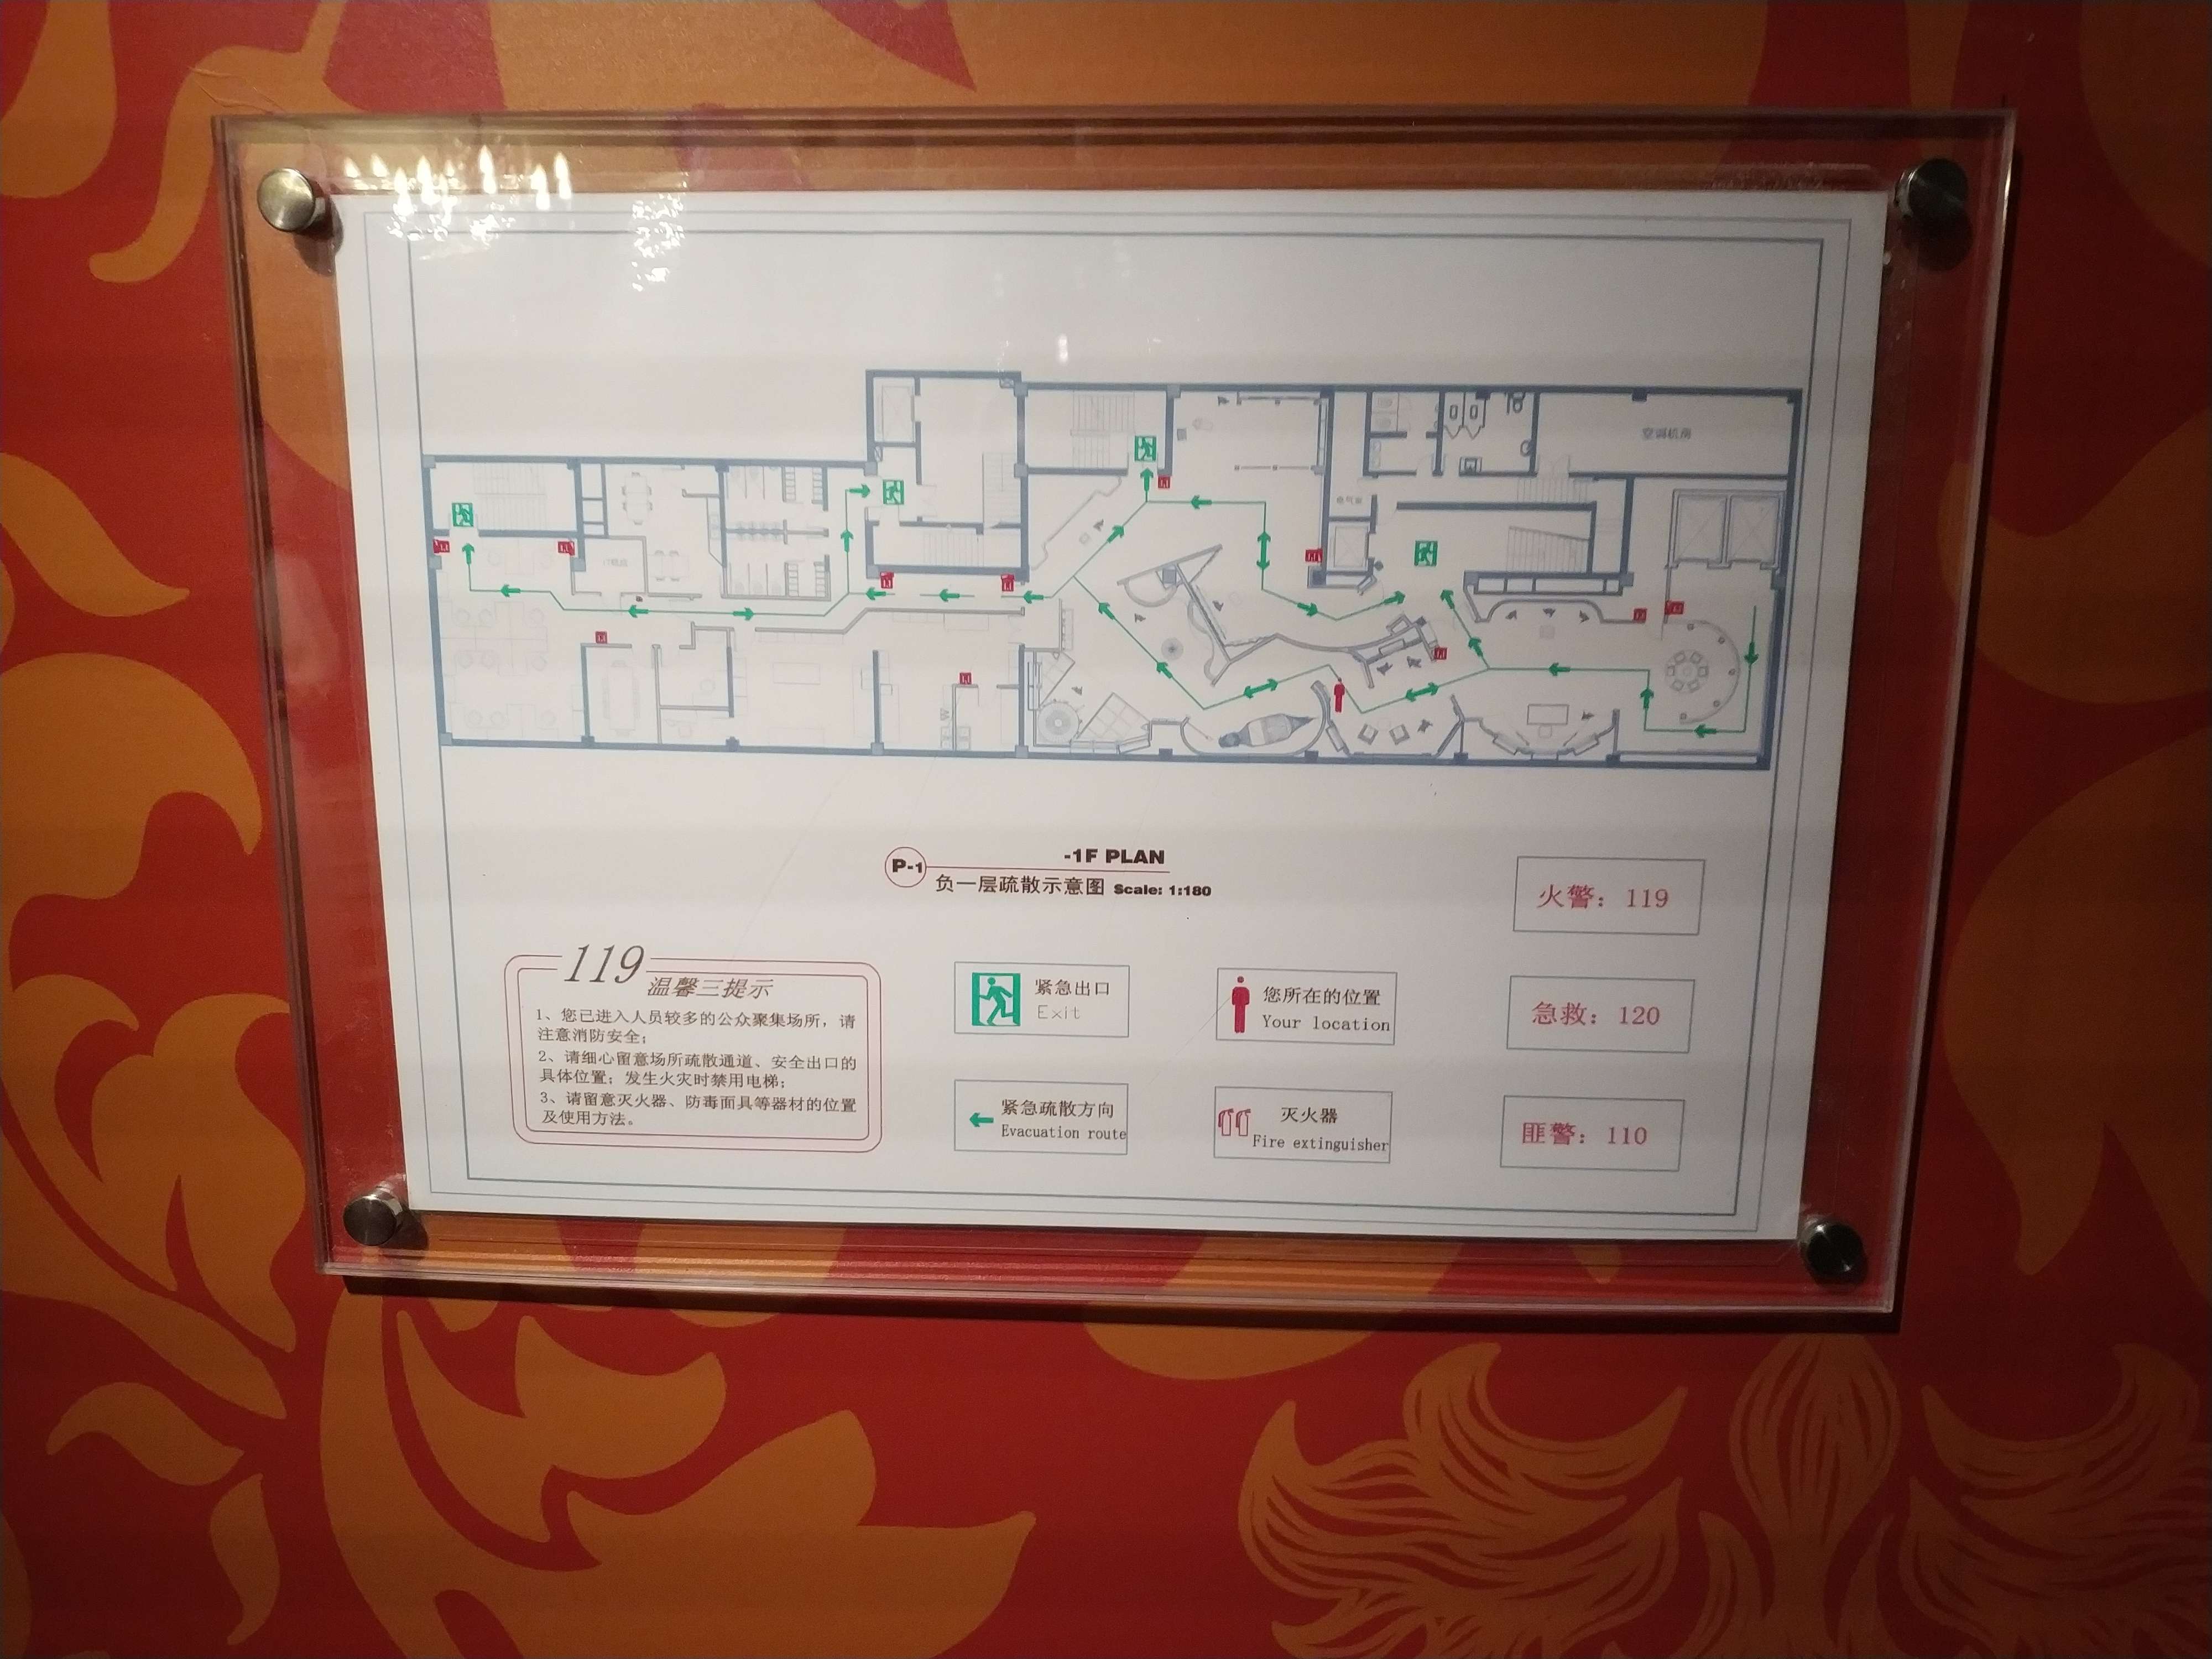 空调机房
P-1
-1F PLAN
负一层疏散示意图 Scale: 1:180
火警：119
119
温馨三提示
1、您已进入人员较多的公众聚集场所，请
注意消防安全；
2、请细心留意场所疏散通道、安全出口的
具体位置；发生火灾时禁用电梯；
3、请留意灭火器、防毒面具等器材的位置
及使用方法。
紧急出口
Exit
您所在的位置
Your location
急救：120
紧急疏散方向
Evacuation route
灭火器
Fire extinguisher
匪警：110